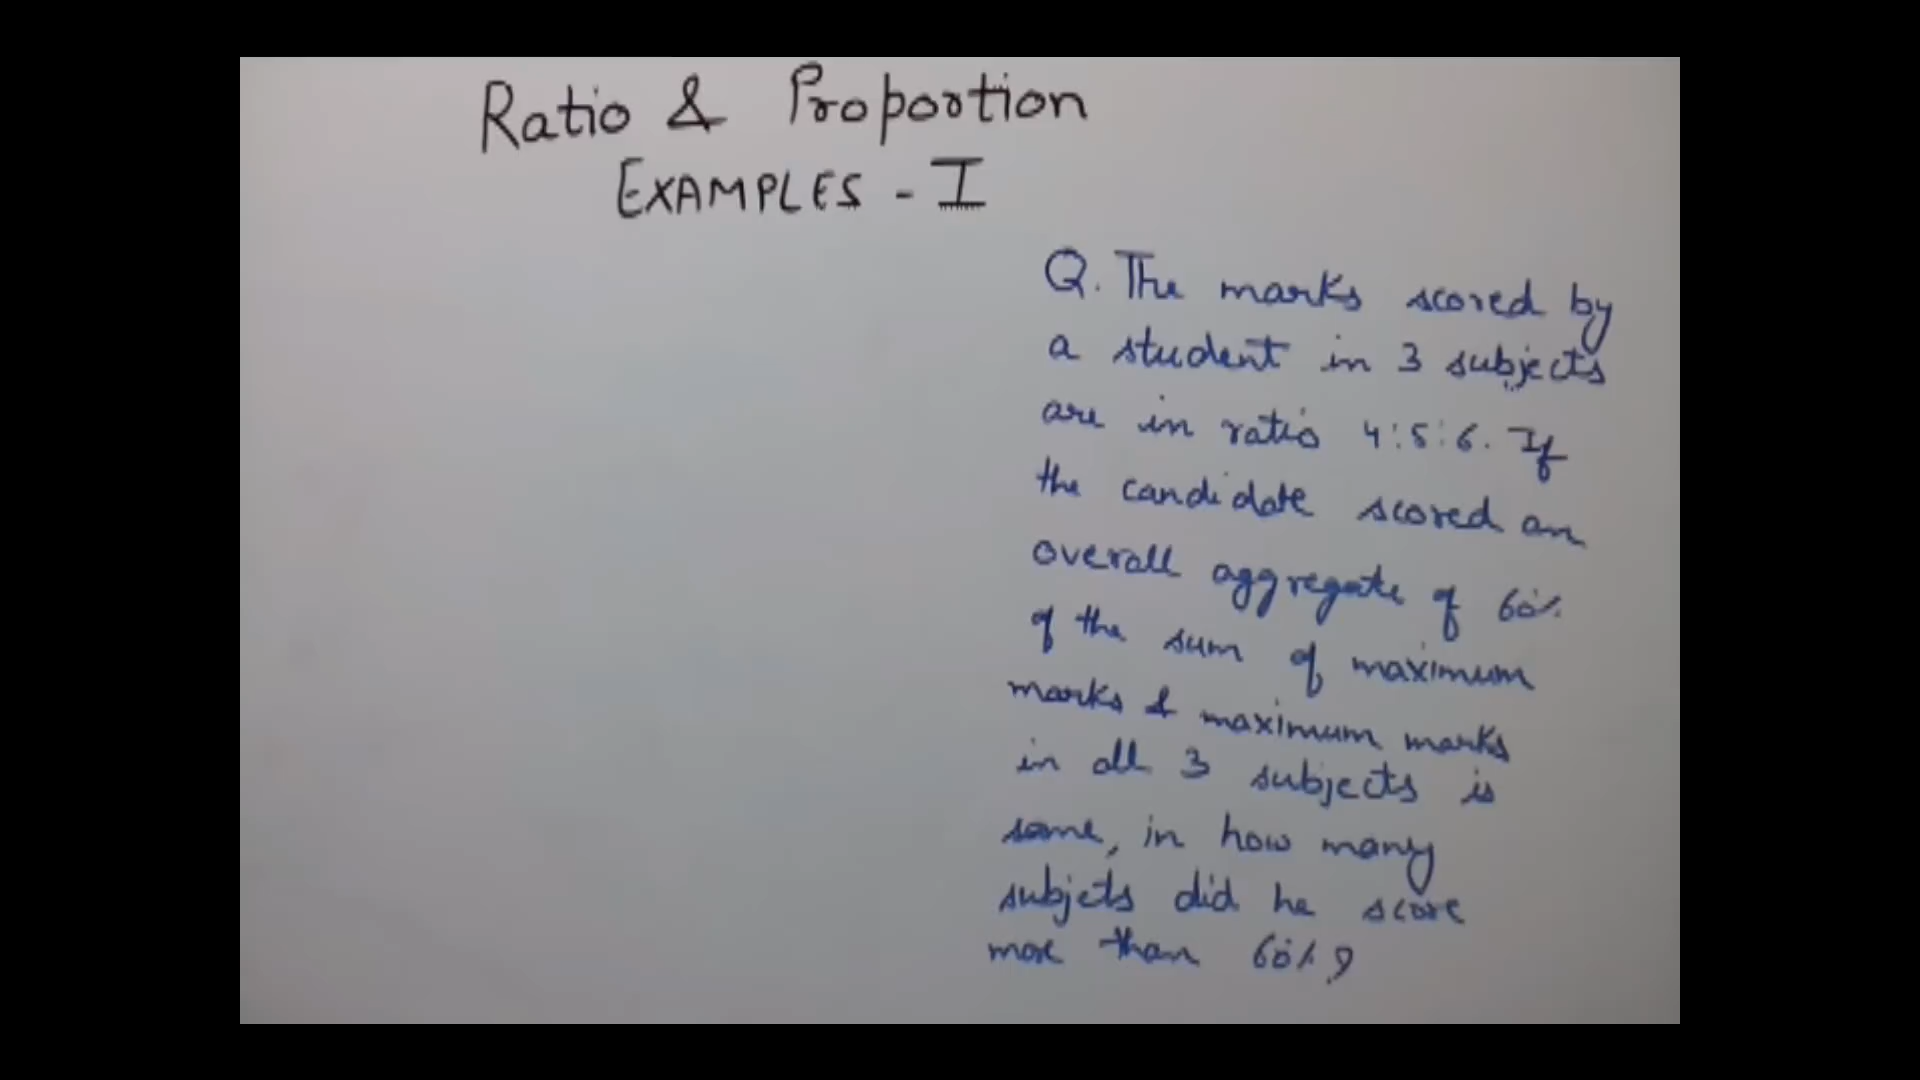 Ratio & Proportion
EXAMPLES - I
Q. The marks scored by
a student in 3 subjects
are in ratio 4:5:6. If
the candidate scored an
overall aggregate of 60%
of the sum of maximum
marks & maximum marks
in all 3 subjects is
same, in how many
subjets did he score
more than 60%?